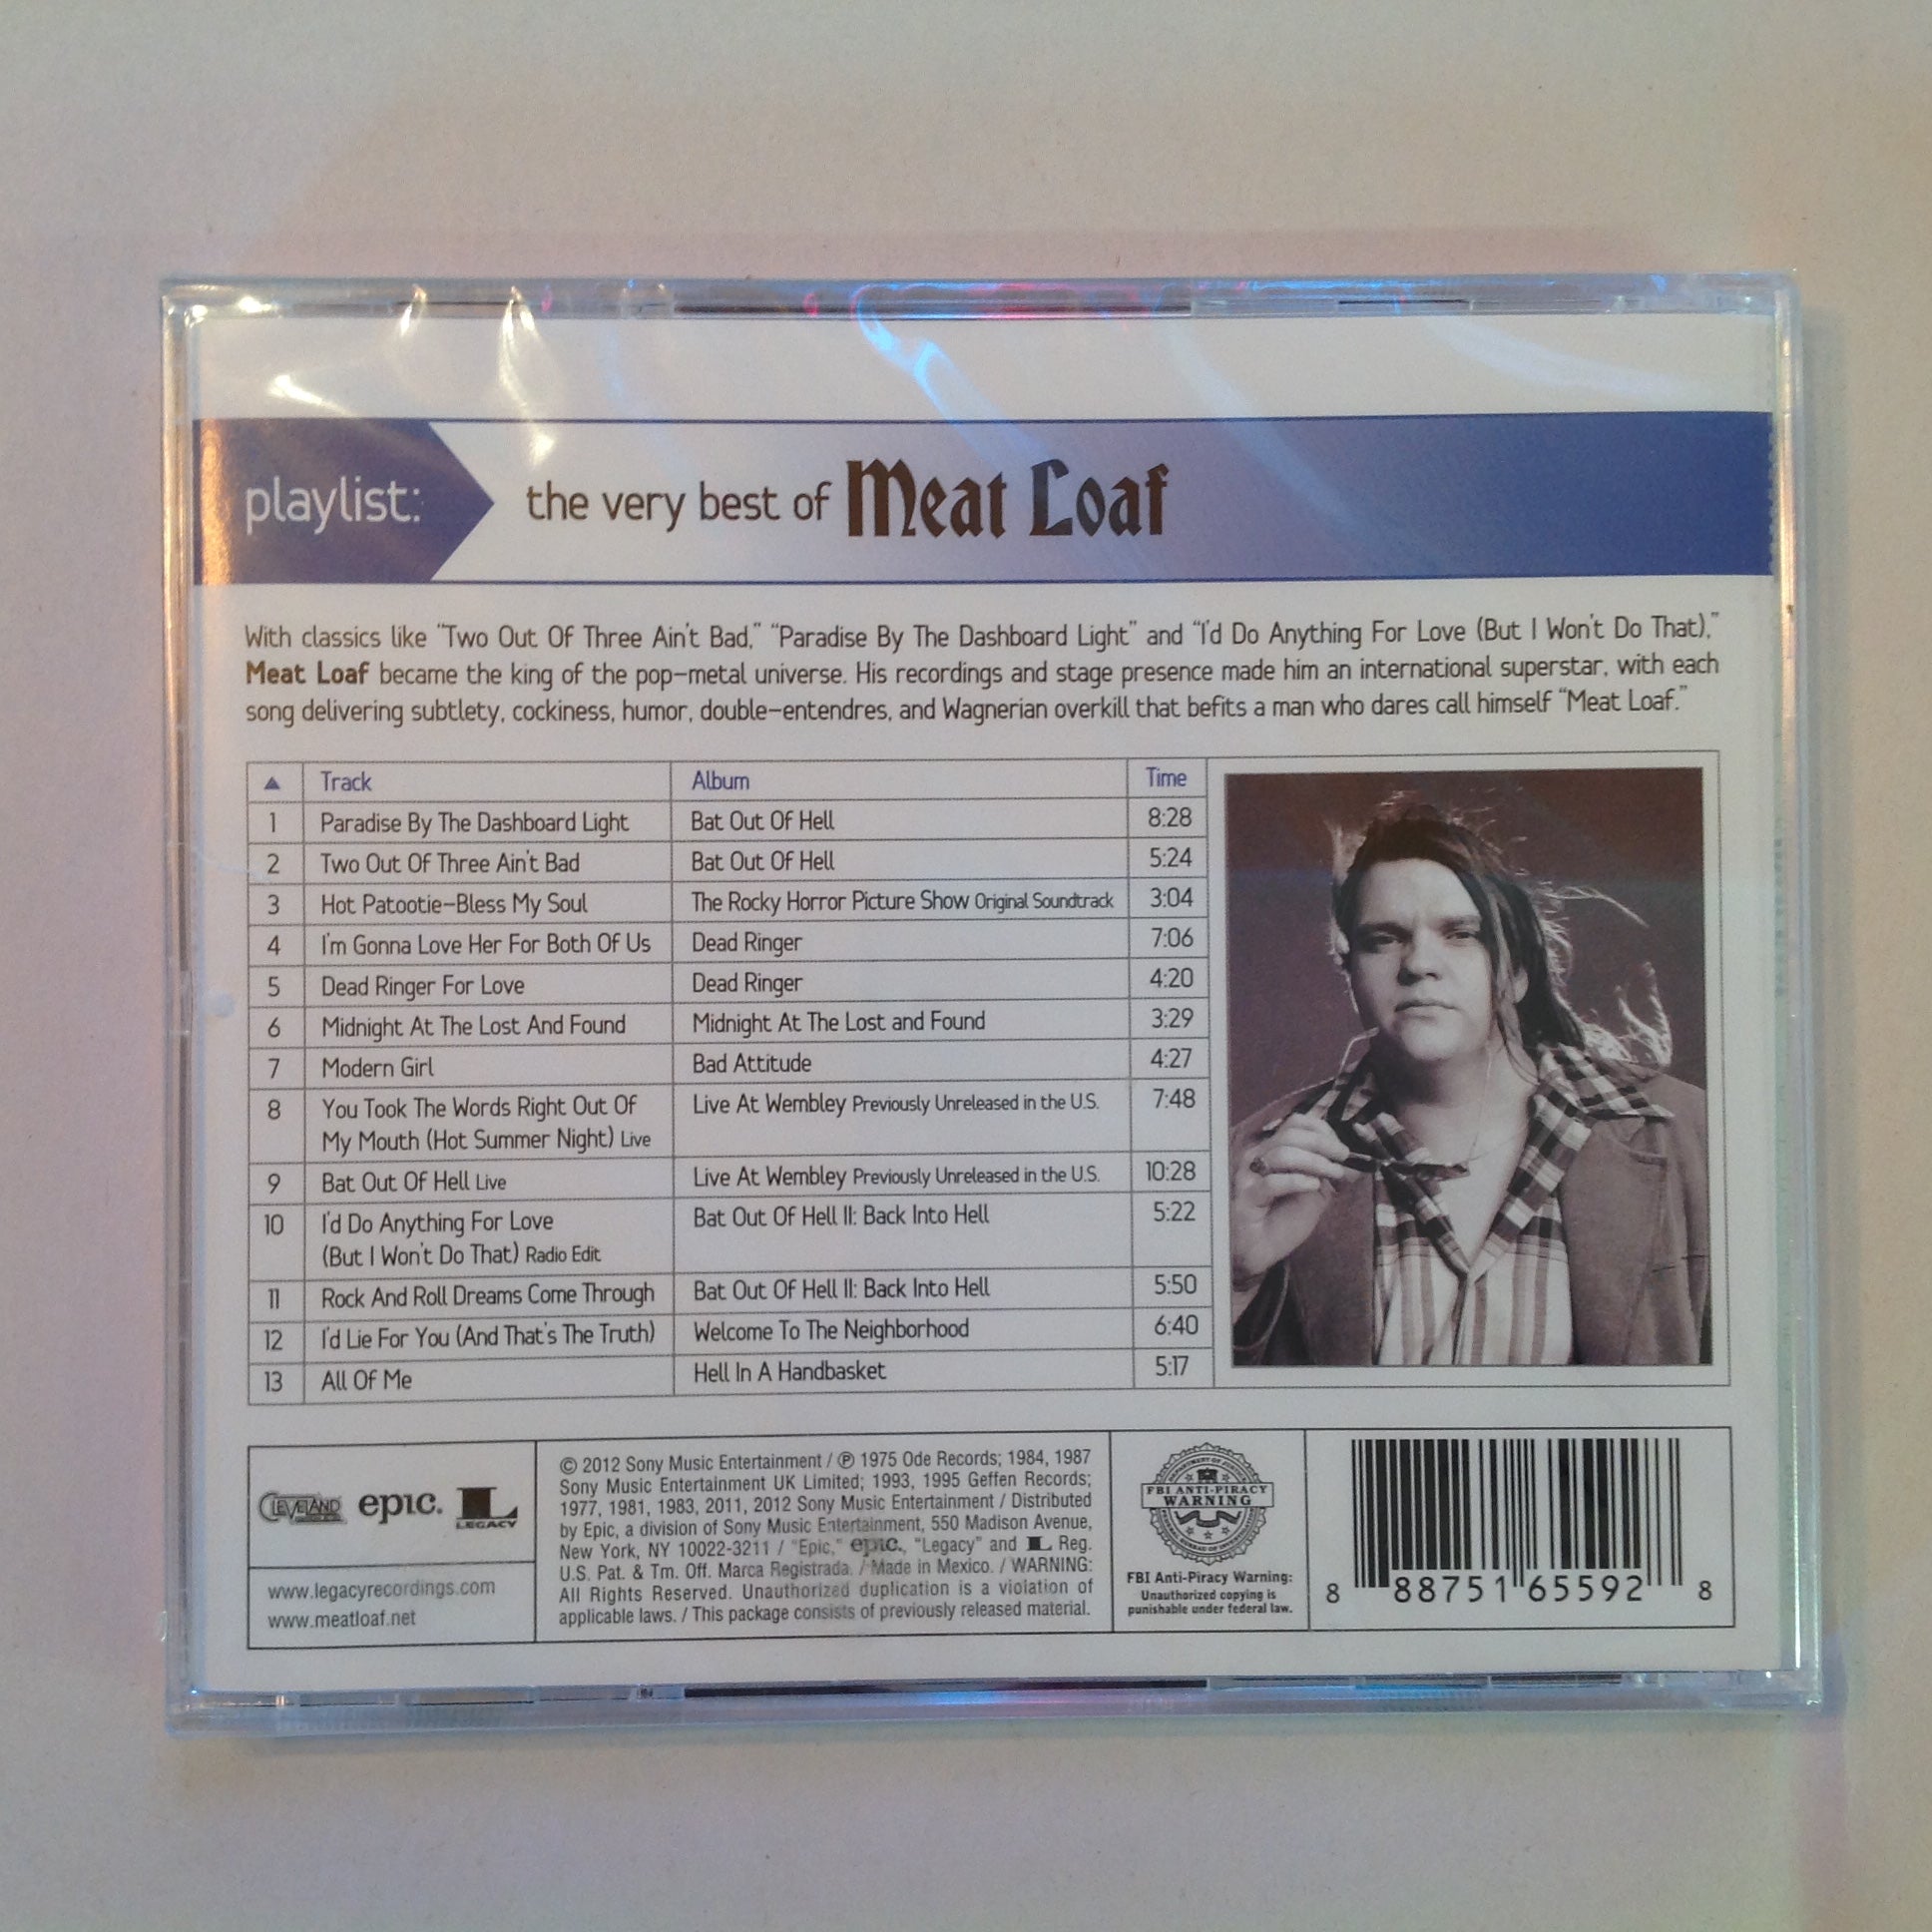 playlist: the very best of Meat Loaf
With classics like "Two Out Of Three Ain't Bad," "Paradise By The Dashboard Light" and "I'd Do Anything For Love (But I Won't Do That),"
Meat Loaf became the king of the pop-metal universe. His recordings and stage presence made him an international superstar, with each
song delivering subtlety, cockiness, humor, double-entendres, and Wagnerian overkill that befits a man who dares call himself "Meat Loaf."
▲ Track Album Time
1 Paradise By The Dashboard Light Bat Out Of Hell 8:28
2 Two Out Of Three Ain't Bad Bat Out Of Hell 5:24
3 Hot Patootie-Bless My Soul The Rocky Horror Picture Show Original Soundtrack 3:04
4 I'm Gonna Love Her For Both Of Us Dead Ringer 7:06
5 Dead Ringer For Love Dead Ringer 4:20
6 Midnight At The Lost And Found Midnight At The Lost and Found 3:29
7 Modern Girl Bad Attitude 4:27
8 You Took The Words Right Out Of Live At Wembley Previously Unreleased in the U.S. 7:48
My Mouth (Hot Summer Night) Live
9 Bat Out Of Hell Live Live At Wembley Previously Unreleased in the U.S. 10:28
10 I'd Do Anything For Love Bat Out Of Hell II: Back Into Hell 5:22
(But I Won't Do That) Radio Edit
11 Rock And Roll Dreams Come Through Bat Out Of Hell II: Back Into Hell 5:50
12 I'd Lie For You (And That's The Truth) Welcome To The Neighborhood 6:40
13 All Of Me Hell In A Handbasket 5:17
CLEVELAND epic. L LEGACY
www.legacyrecordings.com
www.meatloaf.net
© 2012 Sony Music Entertainment / ℗ 1975 Ode Records; 1984, 1987
Sony Music Entertainment UK Limited; 1993, 1995 Geffen Records;
1977, 1981, 1983, 2011, 2012 Sony Music Entertainment / Distributed
by Epic, a division of Sony Music Entertainment, 550 Madison Avenue,
New York, NY 10022-3211 / "Epic," epic., "Legacy" and L Reg.
U.S. Pat. & Tm. Off. Marca Registrada. / Made in Mexico. / WARNING:
All Rights Reserved. Unauthorized duplication is a violation of
applicable laws. / This package consists of previously released material.
FBI ANTI-PIRACY
WARNING
FBI Anti-Piracy Warning:
Unauthorized copying is
punishable under federal law.
8 88751 65592 8